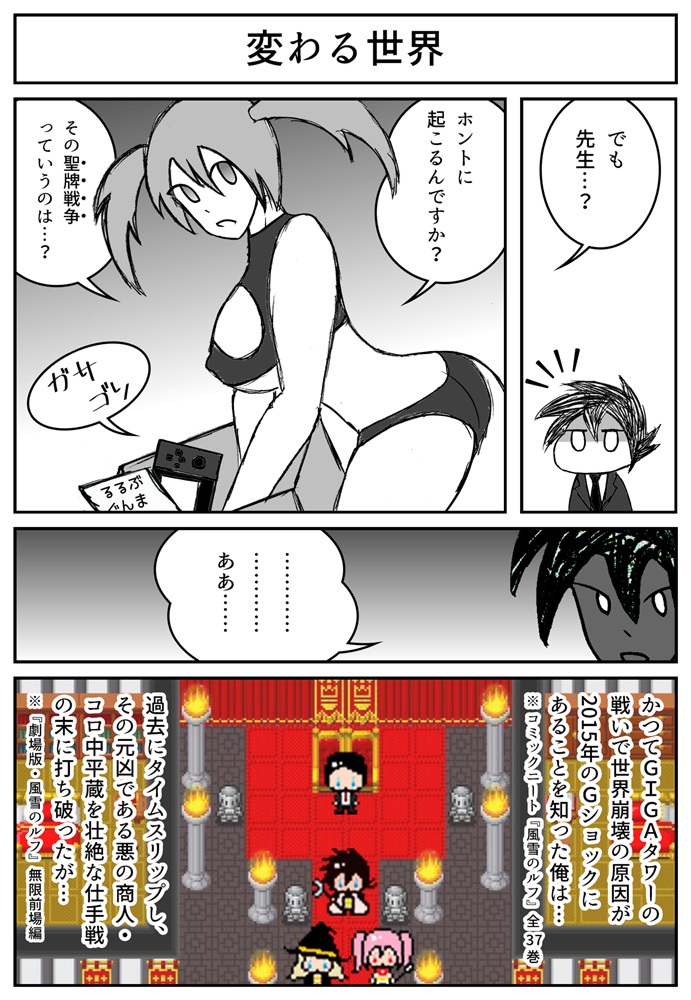 変わる世界
でも
先生…？
ホントに
起こるんですか？
その聖牌戦争
っていうのは…？
ガサ
ゴソ
るるぶ
ぐんま
…………
ああ……
かつてＧＩＧＡタワーの
戦いで世界崩壊の原因が
2015年のＧショックに
あることを知った俺は…
※コミックニート『風雪のルフ』全37巻
過去にタイムスリップし、
その元凶である悪の商人・
コロ中平蔵を壮絶な仕手戦
の末に打ち破ったが…
※『劇場版・風雪のルフ』無限前場編